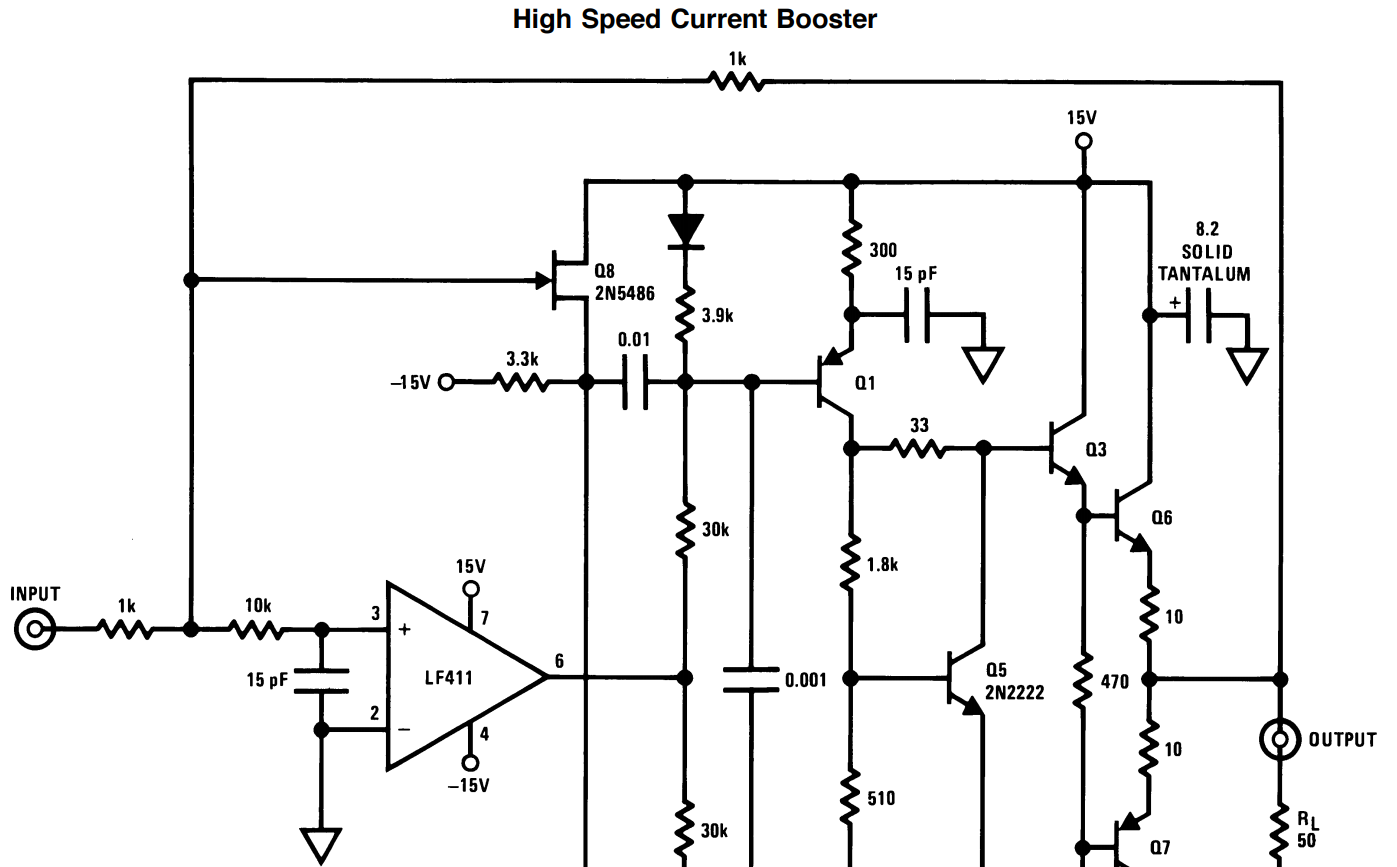 High Speed Current Booster
1k
15V
8.2
SOLID
TANTALUM
+
300
15 pF
Q8
2N5486
3.9k
0.01
3.3k
–15V
Q1
33
Q3
Q6
30k
1.8k
INPUT
1k
10k
15V
3
7
+
6
10
15 pF
LF411
0.001
Q5
2N2222
470
2
–
4
–15V
10
OUTPUT
510
30k
RL
50
Q7